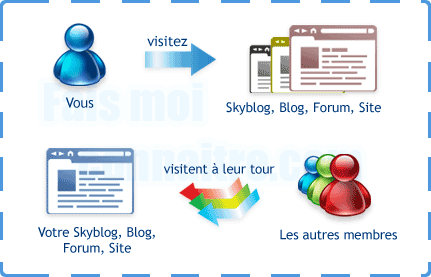 visitez
Vous
Skyblog, Blog, Forum, Site
Fais moi
connaitre.com
visitent à leur tour
Votre Skyblog, Blog,
Forum, Site
Les autres membres